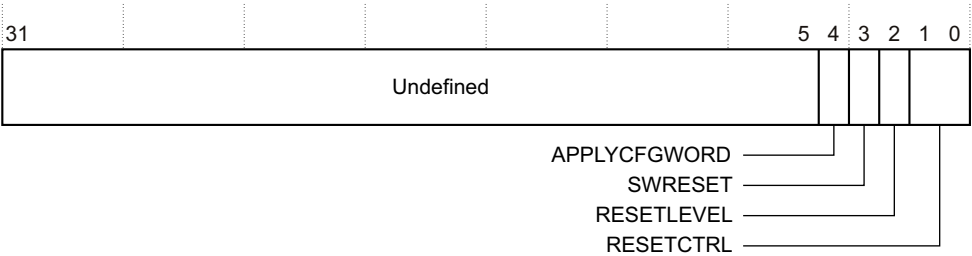 31 5 4 3 2 1 0
Undefined
APPLYCFGWORD
SWRESET
RESETLEVEL
RESETCTRL